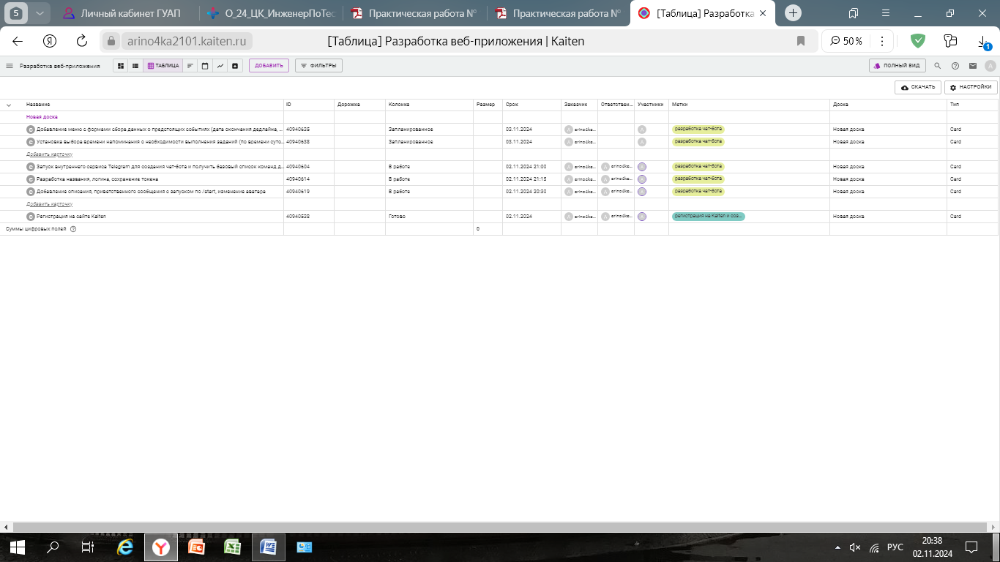 5 Личный кабинет ГУАП О_24_ЦК_ИнженерПоТес Практическая работа № Практическая работа № [Таблица] Разработка
arino4ka2101.kaiten.ru [Таблица] Разработка веб-приложения | Kaiten 50 % 1
Разработка веб-приложения ТАБЛИЦА ДОБАВИТЬ ФИЛЬТРЫ ПОЛНЫЙ ВИД A
СКАЧАТЬ НАСТРОЙКИ
Название ID Дорожка Колонка Размер Срок Заказчик Ответствен... Участники Метки Доска Тип
Новая доска
C Добавление меню с формами сбора данных о предстоящих событиях (дата окончания дедлайна, ... 40940635 Запланированное 03.11.2024 A arino4ka... A разработка чат-бота Новая доска Card
C Установка выбора времени напоминания о необходимости выполнения заданий (по времени суто... 40940638 Запланированное 03.11.2024 A arino4ka... A разработка чат-бота Новая доска Card
Добавить карточку
C Запуск внутреннего сервиса Telegram для создания чат-бота и получить базовый список команд д... 40940604 В работе 02.11.2024 21:00 A arino4ka... A arino4ka... A разработка чат-бота Новая доска Card
C Разработка названия, логина, сохранение токена 40940614 В работе 02.11.2024 21:15 A arino4ka... A arino4ka... A разработка чат-бота Новая доска Card
C Добавление описания, приветственного сообщения с запуском по /start, изменение аватара 40940619 В работе 02.11.2024 20:30 A arino4ka... A arino4ka... A разработка чат-бота Новая доска Card
Добавить карточку
C Регистрация на сайте Kaiten 40940538 Готово 02.11.2024 A arino4ka... A arino4ka... A регистрация на Kaiten и соз... Новая доска Card
Суммы цифровых полей 0
РУС 20:38
02.11.2024